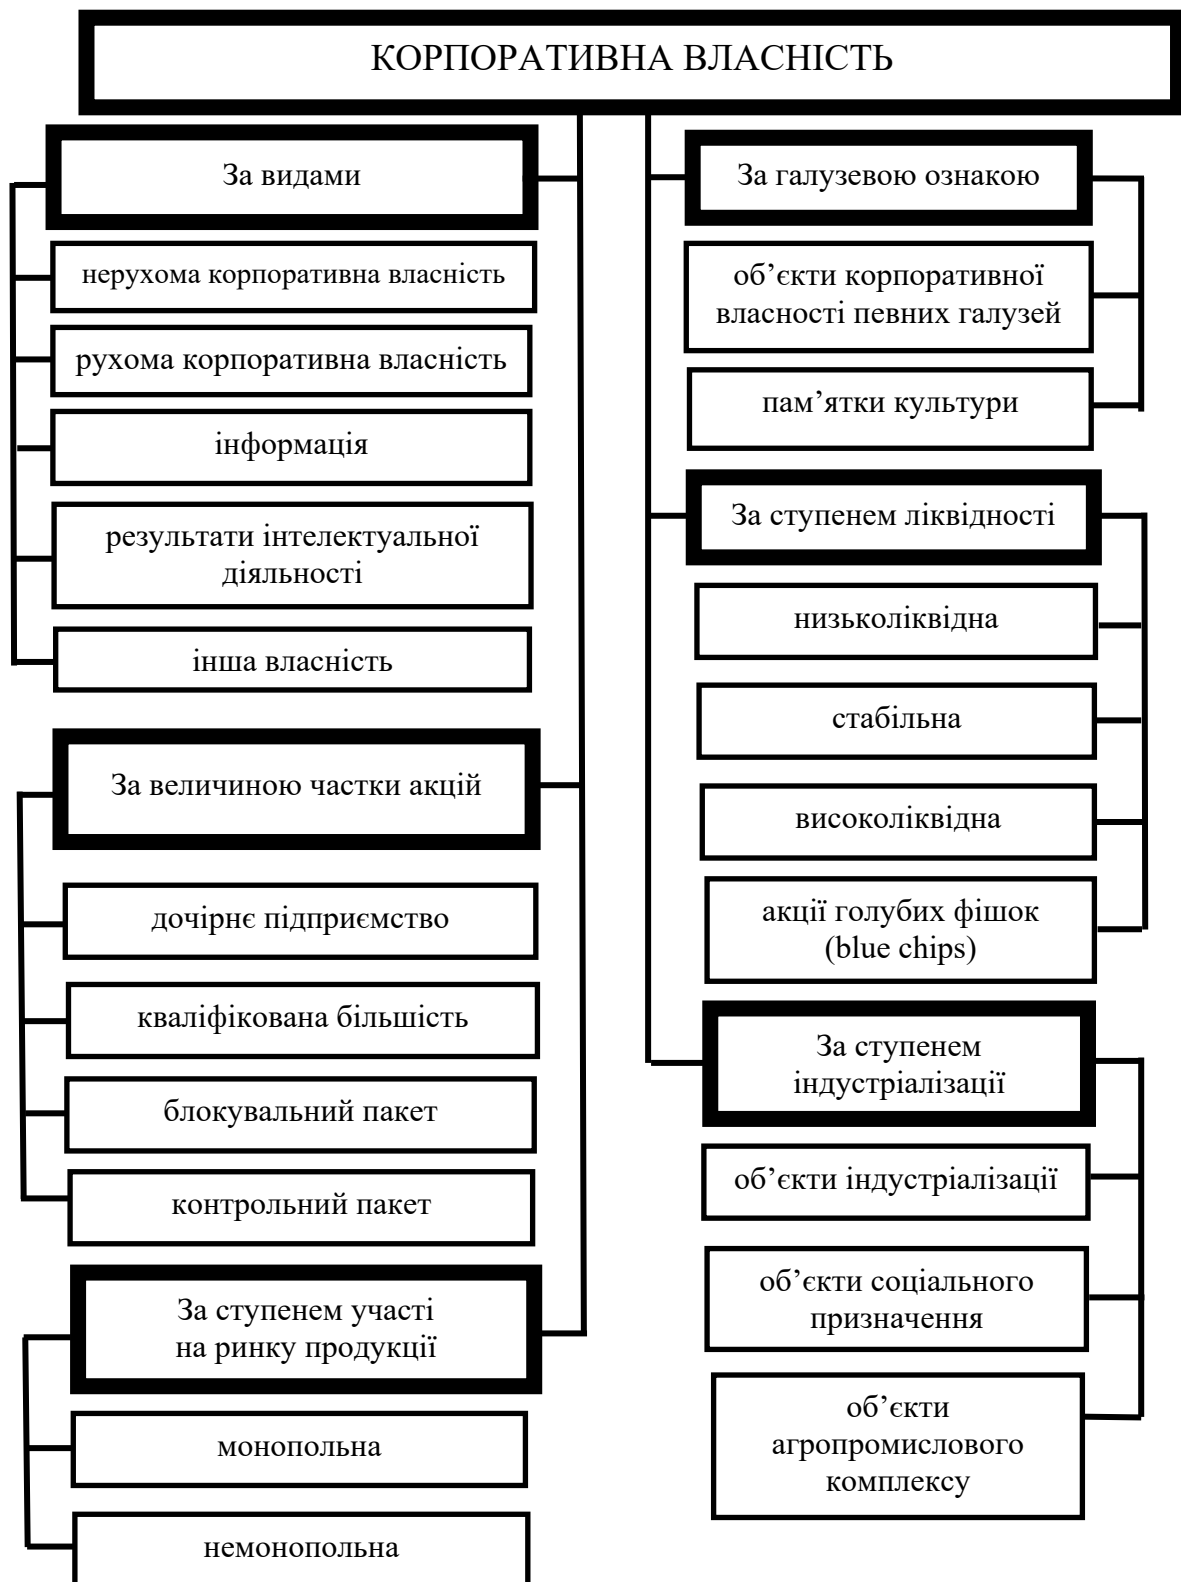 КОРПОРАТИВНА ВЛАСНІСТЬ
За видами
нерухома корпоративна власність
рухома корпоративна власність
інформація
результати інтелектуальної
діяльності
інша власність
За величиною частки акцій
дочірнє підприємство
кваліфікована більшість
блокувальний пакет
контрольний пакет
За ступенем участі
на ринку продукції
монопольна
немонопольна
За галузевою ознакою
об’єкти корпоративної
власності певних галузей
пам’ятки культури
За ступенем ліквідності
низьколіквідна
стабільна
високоліквідна
акції голубих фішок
(blue chips)
За ступенем
індустріалізації
об’єкти індустріалізації
об’єкти соціального
призначення
об’єкти
агропромислового
комплексу